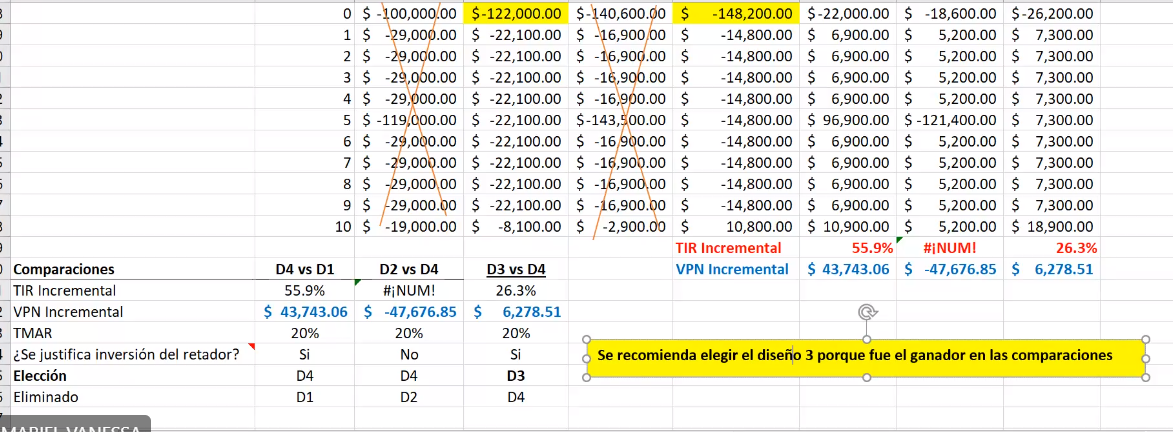 0 $ -100,000.00 $ -122,000.00 $ -140,600.00 $ -148,200.00 $ -22,000.00 $ -18,600.00 $ -26,200.00
1 $ -29,000.00 $ -22,100.00 $ -16,900.00 $ -14,800.00 $ 6,900.00 $ 5,200.00 $ 7,300.00
2 $ -29,000.00 $ -22,100.00 $ -16,900.00 $ -14,800.00 $ 6,900.00 $ 5,200.00 $ 7,300.00
3 $ -29,000.00 $ -22,100.00 $ -16,900.00 $ -14,800.00 $ 6,900.00 $ 5,200.00 $ 7,300.00
4 $ -29,000.00 $ -22,100.00 $ -16,900.00 $ -14,800.00 $ 6,900.00 $ 5,200.00 $ 7,300.00
5 $ -119,000.00 $ -22,100.00 $ -143,500.00 $ -14,800.00 $ 96,900.00 $ -121,400.00 $ 7,300.00
6 $ -29,000.00 $ -22,100.00 $ -16,900.00 $ -14,800.00 $ 6,900.00 $ 5,200.00 $ 7,300.00
7 $ -29,000.00 $ -22,100.00 $ -16,900.00 $ -14,800.00 $ 6,900.00 $ 5,200.00 $ 7,300.00
8 $ -29,000.00 $ -22,100.00 $ -16,900.00 $ -14,800.00 $ 6,900.00 $ 5,200.00 $ 7,300.00
9 $ -29,000.00 $ -22,100.00 $ -16,900.00 $ -14,800.00 $ 6,900.00 $ 5,200.00 $ 7,300.00
10 $ -19,000.00 $ -8,100.00 $ -2,900.00 $ 10,800.00 $ 10,900.00 $ 5,200.00 $ 18,900.00
TIR Incremental 55.9% #¡NUM! 26.3%
Comparaciones D4 vs D1 D2 vs D4 D3 vs D4 VPN Incremental $ 43,743.06 $ -47,676.85 $ 6,278.51
TIR Incremental 55.9% #¡NUM! 26.3%
VPN Incremental $ 43,743.06 $ -47,676.85 $ 6,278.51
TMAR 20% 20% 20%
¿Se justifica inversión del retador? Si No Si
Se recomienda elegir el diseño 3 porque fue el ganador en las comparaciones
Elección D4 D4 D3
Eliminado D1 D2 D4
MARIEL VANESSA